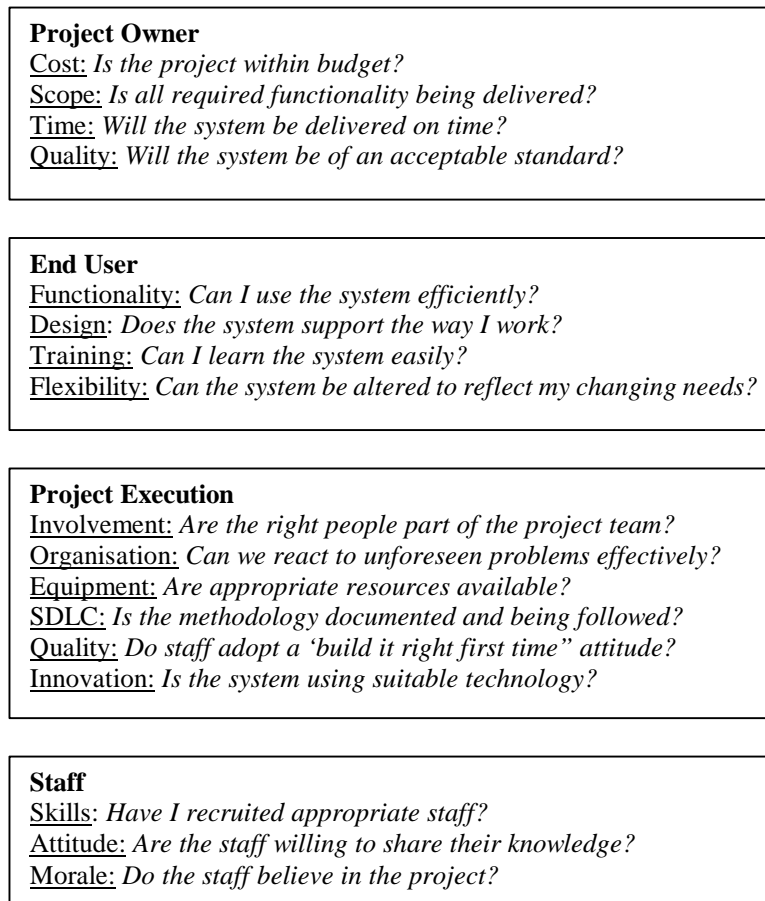 Project Owner
Cost: Is the project within budget?
Scope: Is all required functionality being delivered?
Time: Will the system be delivered on time?
Quality: Will the system be of an acceptable standard?
End User
Functionality: Can I use the system efficiently?
Design: Does the system support the way I work?
Training: Can I learn the system easily?
Flexibility: Can the system be altered to reflect my changing needs?
Project Execution
Involvement: Are the right people part of the project team?
Organisation: Can we react to unforeseen problems effectively?
Equipment: Are appropriate resources available?
SDLC: Is the methodology documented and being followed?
Quality: Do staff adopt a ‘build it right first time” attitude?
Innovation: Is the system using suitable technology?
Staff
Skills: Have I recruited appropriate staff?
Attitude: Are the staff willing to share their knowledge?
Morale: Do the staff believe in the project?